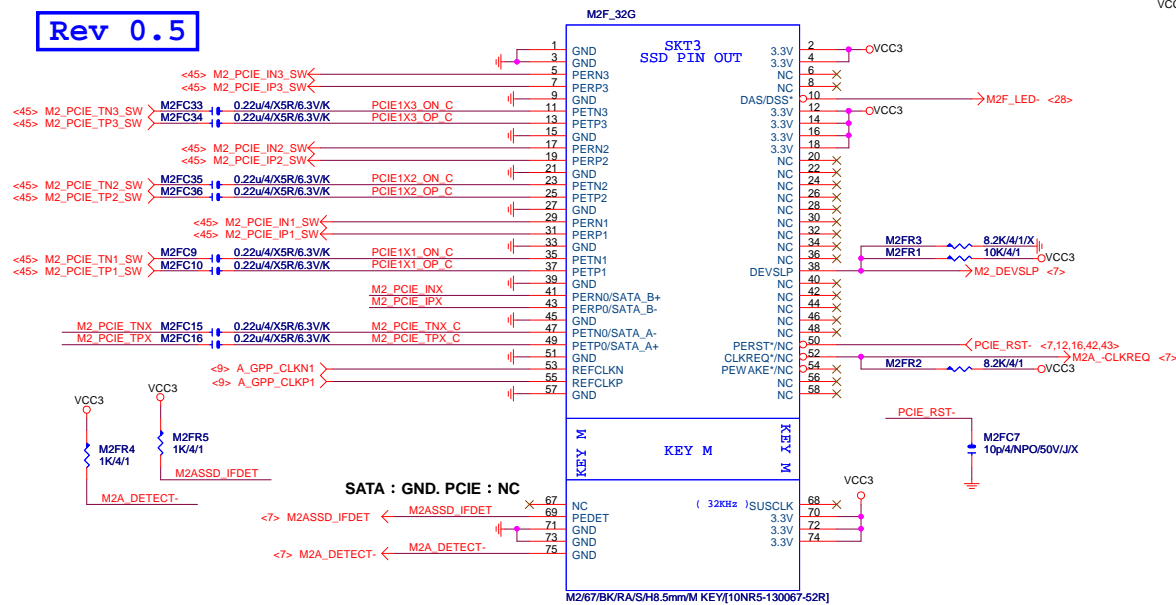 Rev 0.5
VCC
M2F_32G
SKT3
SSD PIN OUT
1 GND 3.3V 2 VCC3
3 GND 3.3V 4
<45> M2_PCIE_IN3_SW 5 PERN3 NC 6
<45> M2_PCIE_IP3_SW 7 PERP3 NC 8
9 GND DAS/DSS* 10 M2F_LED- <28>
<45> M2_PCIE_TN3_SW M2FC33 0.22u/4/X5R/6.3V/K PCIE1X3_ON_C 11 PETN3 3.3V 12 VCC3
<45> M2_PCIE_TP3_SW M2FC34 0.22u/4/X5R/6.3V/K PCIE1X3_OP_C 13 PETP3 3.3V 14
15 GND 3.3V 16
<45> M2_PCIE_IN2_SW 17 PERN2 3.3V 18
<45> M2_PCIE_IP2_SW 19 PERP2 NC 20
21 GND NC 22
<45> M2_PCIE_TN2_SW M2FC35 0.22u/4/X5R/6.3V/K PCIE1X2_ON_C 23 PETN2 NC 24
<45> M2_PCIE_TP2_SW M2FC36 0.22u/4/X5R/6.3V/K PCIE1X2_OP_C 25 PETP2 NC 26
27 GND NC 28
<45> M2_PCIE_IN1_SW 29 PERN1 NC 30
<45> M2_PCIE_IP1_SW 31 PERP1 NC 32
33 GND NC 34 M2FR3 8.2K/4/1/X
<45> M2_PCIE_TN1_SW M2FC9 0.22u/4/X5R/6.3V/K PCIE1X1_ON_C 35 PETN1 NC 36 M2FR1 10K/4/1 VCC3
<45> M2_PCIE_TP1_SW M2FC10 0.22u/4/X5R/6.3V/K PCIE1X1_OP_C 37 PETP1 DEVSLP 38 M2_DEVSLP <7>
39 GND NC 40
M2_PCIE_INX 41 PERN0/SATA_B+ NC 42
M2_PCIE_IPX 43 PERP0/SATA_B- NC 44
45 GND NC 46
M2_PCIE_TNX M2FC15 0.22u/4/X5R/6.3V/K M2_PCIE_TNX_C 47 PETN0/SATA_A- NC 48
M2_PCIE_TPX M2FC16 0.22u/4/X5R/6.3V/K M2_PCIE_TPX_C 49 PETP0/SATA_A+ PERST*/NC 50 PCIE_RST- <7,12,16,42,43>
51 GND CLKREQ*/NC 52 M2A_-CLKREQ <7>
<9> A_GPP_CLKN1 53 REFCLKN PEWAKE*/NC 54 M2FR2 8.2K/4/1 VCC3
<9> A_GPP_CLKP1 55 REFCLKP NC 56
57 GND NC 58
VCC3 VCC3
M2FR4
1K/4/1
M2FR5
1K/4/1
M2ASSD_IFDET
M2A_DETECT-
KEY M KEY M KEY M
PCIE_RST-
M2FC7
10p/4/NPO/50V/J/X
SATA : GND. PCIE : NC
VCC3
67 NC ( 32KHz ) SUSCLK 68
<7> M2ASSD_IFDET M2ASSD_IFDET 69 PEDET 3.3V 70
71 GND 3.3V 72
73 GND 3.3V 74
<7> M2A_DETECT- M2A_DETECT- 75 GND
M2/67/BK/RA/S/H8.5mm/M KEY/[10NR5-130067-52R]